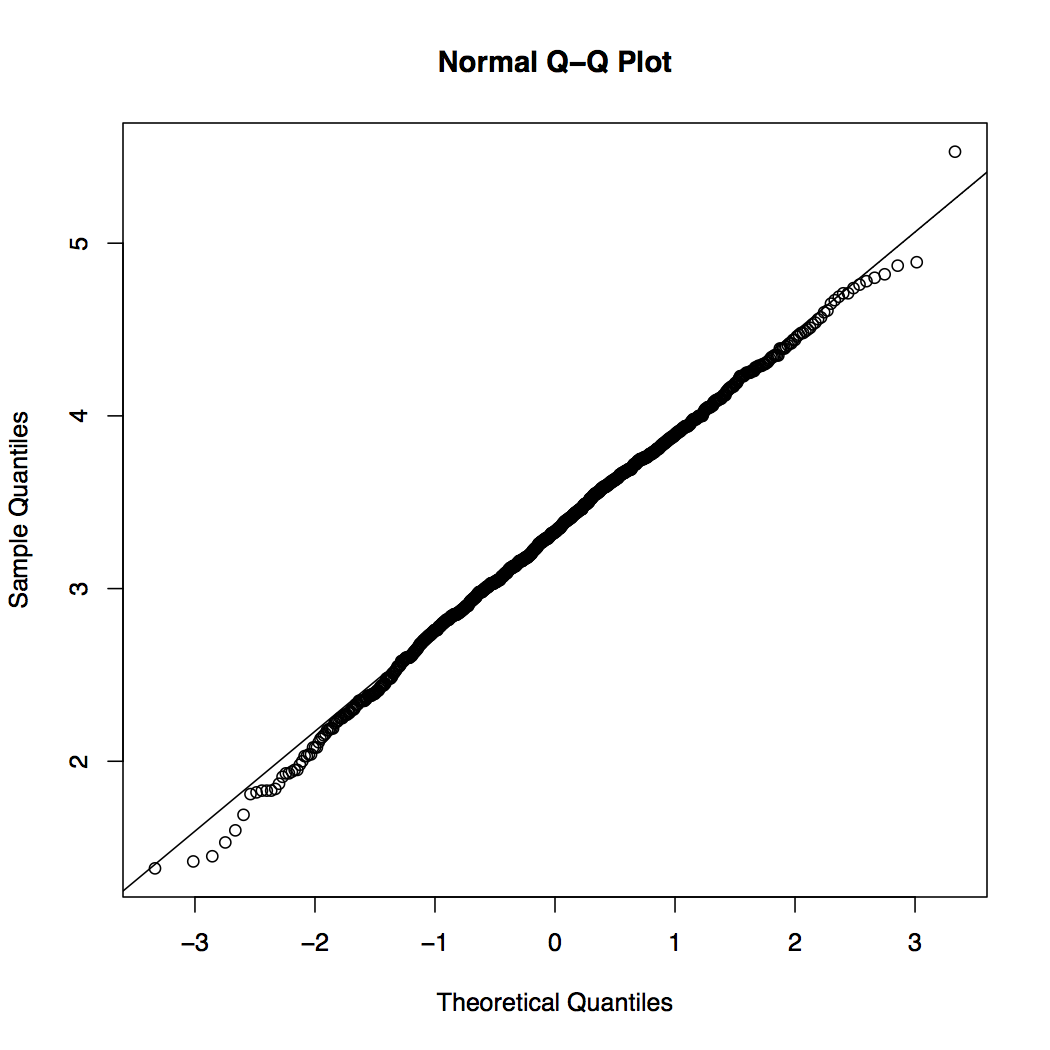 Normal Q−Q Plot
Sample Quantiles
5
4
3
2
−3 −2 −1 0 1 2 3
Theoretical Quantiles